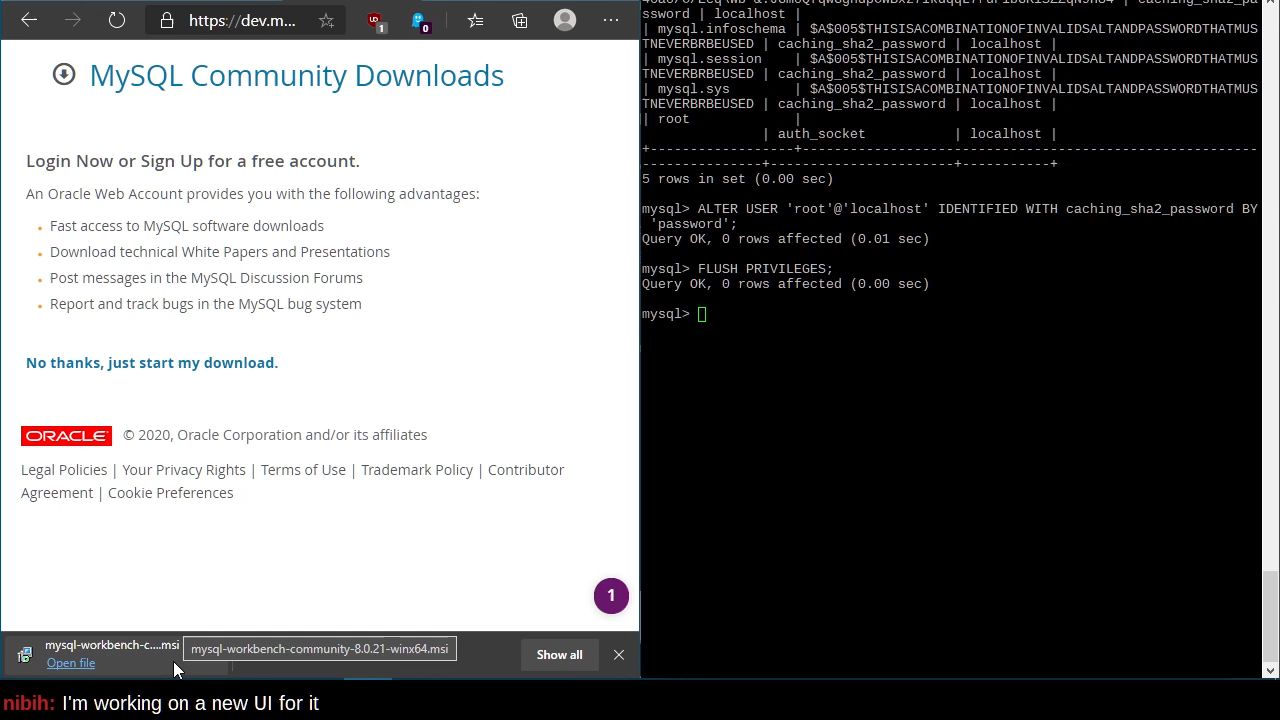 https://dev.m...
1
0
MySQL Community Downloads
Login Now or Sign Up for a free account.
An Oracle Web Account provides you with the following advantages:
Fast access to MySQL software downloads
Download technical White Papers and Presentations
Post messages in the MySQL Discussion Forums
Report and track bugs in the MySQL bug system
No thanks, just start my download.
ORACLE © 2020, Oracle Corporation and/or its affiliates
Legal Policies | Your Privacy Rights | Terms of Use | Trademark Policy | Contributor
Agreement | Cookie Preferences
1
mysql-workbench-c....msi
Open file
mysql-workbench-community-8.0.21-winx64.msi
Show all
ssword | localhost |
| mysql.infoschema | $A$005$THISISACOMBINATIONOFINVALIDSALTANDPASSWORDTHATMUS
TNEVERBRBEUSED | caching_sha2_password | localhost |
| mysql.session | $A$005$THISISACOMBINATIONOFINVALIDSALTANDPASSWORDTHATMUS
TNEVERBRBEUSED | caching_sha2_password | localhost |
| mysql.sys | $A$005$THISISACOMBINATIONOFINVALIDSALTANDPASSWORDTHATMUS
TNEVERBRBEUSED | caching_sha2_password | localhost |
| root |
| auth_socket | localhost |
5 rows in set (0.00 sec)
mysql> ALTER USER 'root'@'localhost' IDENTIFIED WITH caching_sha2_password BY
'password';
Query OK, 0 rows affected (0.01 sec)
mysql> FLUSH PRIVILEGES;
Query OK, 0 rows affected (0.00 sec)
mysql>
nibih: I'm working on a new UI for it